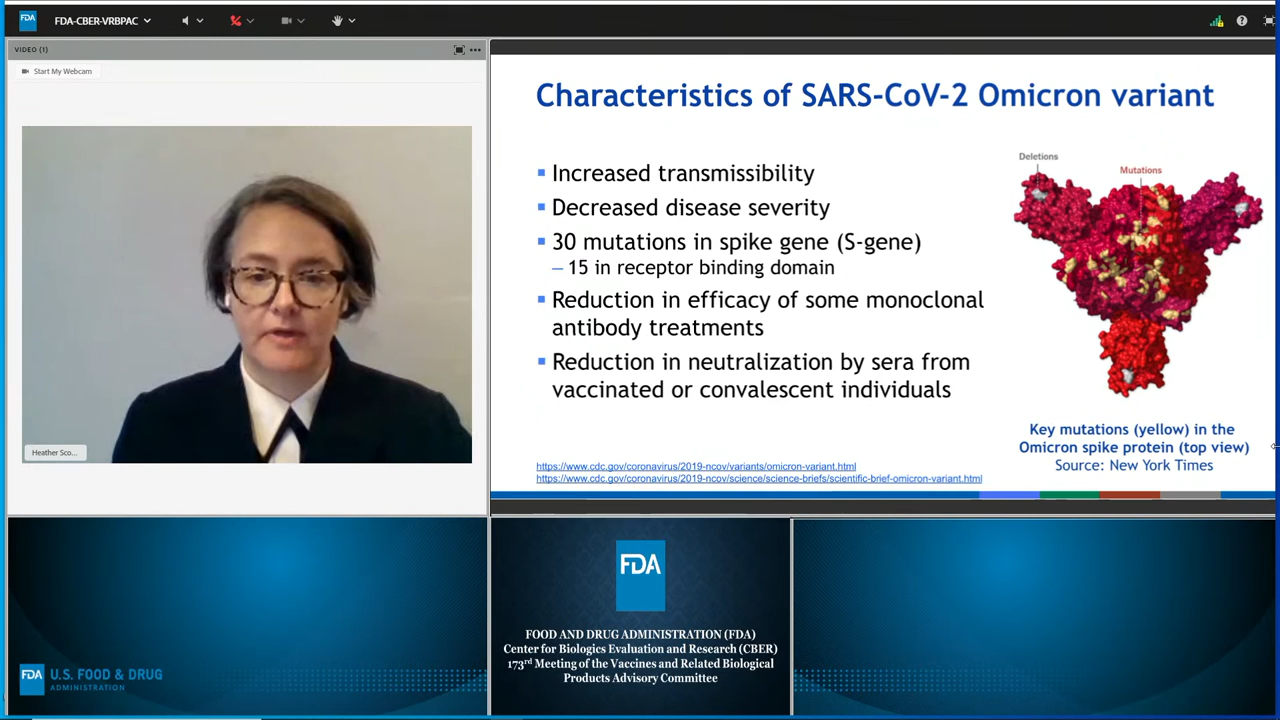 FDA
FDA-CBER-VRBPAC
VIDEO (1)
Start My Webcam
Heather Sco...
Characteristics of SARS-CoV-2 Omicron variant
Increased transmissibility
Decreased disease severity
30 mutations in spike gene (S-gene)
– 15 in receptor binding domain
Reduction in efficacy of some monoclonal
antibody treatments
Reduction in neutralization by sera from
vaccinated or convalescent individuals
Deletions
Mutations
Key mutations (yellow) in the
Omicron spike protein (top view)
Source: New York Times
https://www.cdc.gov/coronavirus/2019-ncov/variants/omicron-variant.html
https://www.cdc.gov/coronavirus/2019-ncov/science/science-briefs/scientific-brief-omicron-variant.html
FDA U.S. FOOD & DRUG
ADMINISTRATION
FDA
FOOD AND DRUG ADMINISTRATION (FDA)
Center for Biologics Evaluation and Research (CBER)
173rd Meeting of the Vaccines and Related Biological
Products Advisory Committee